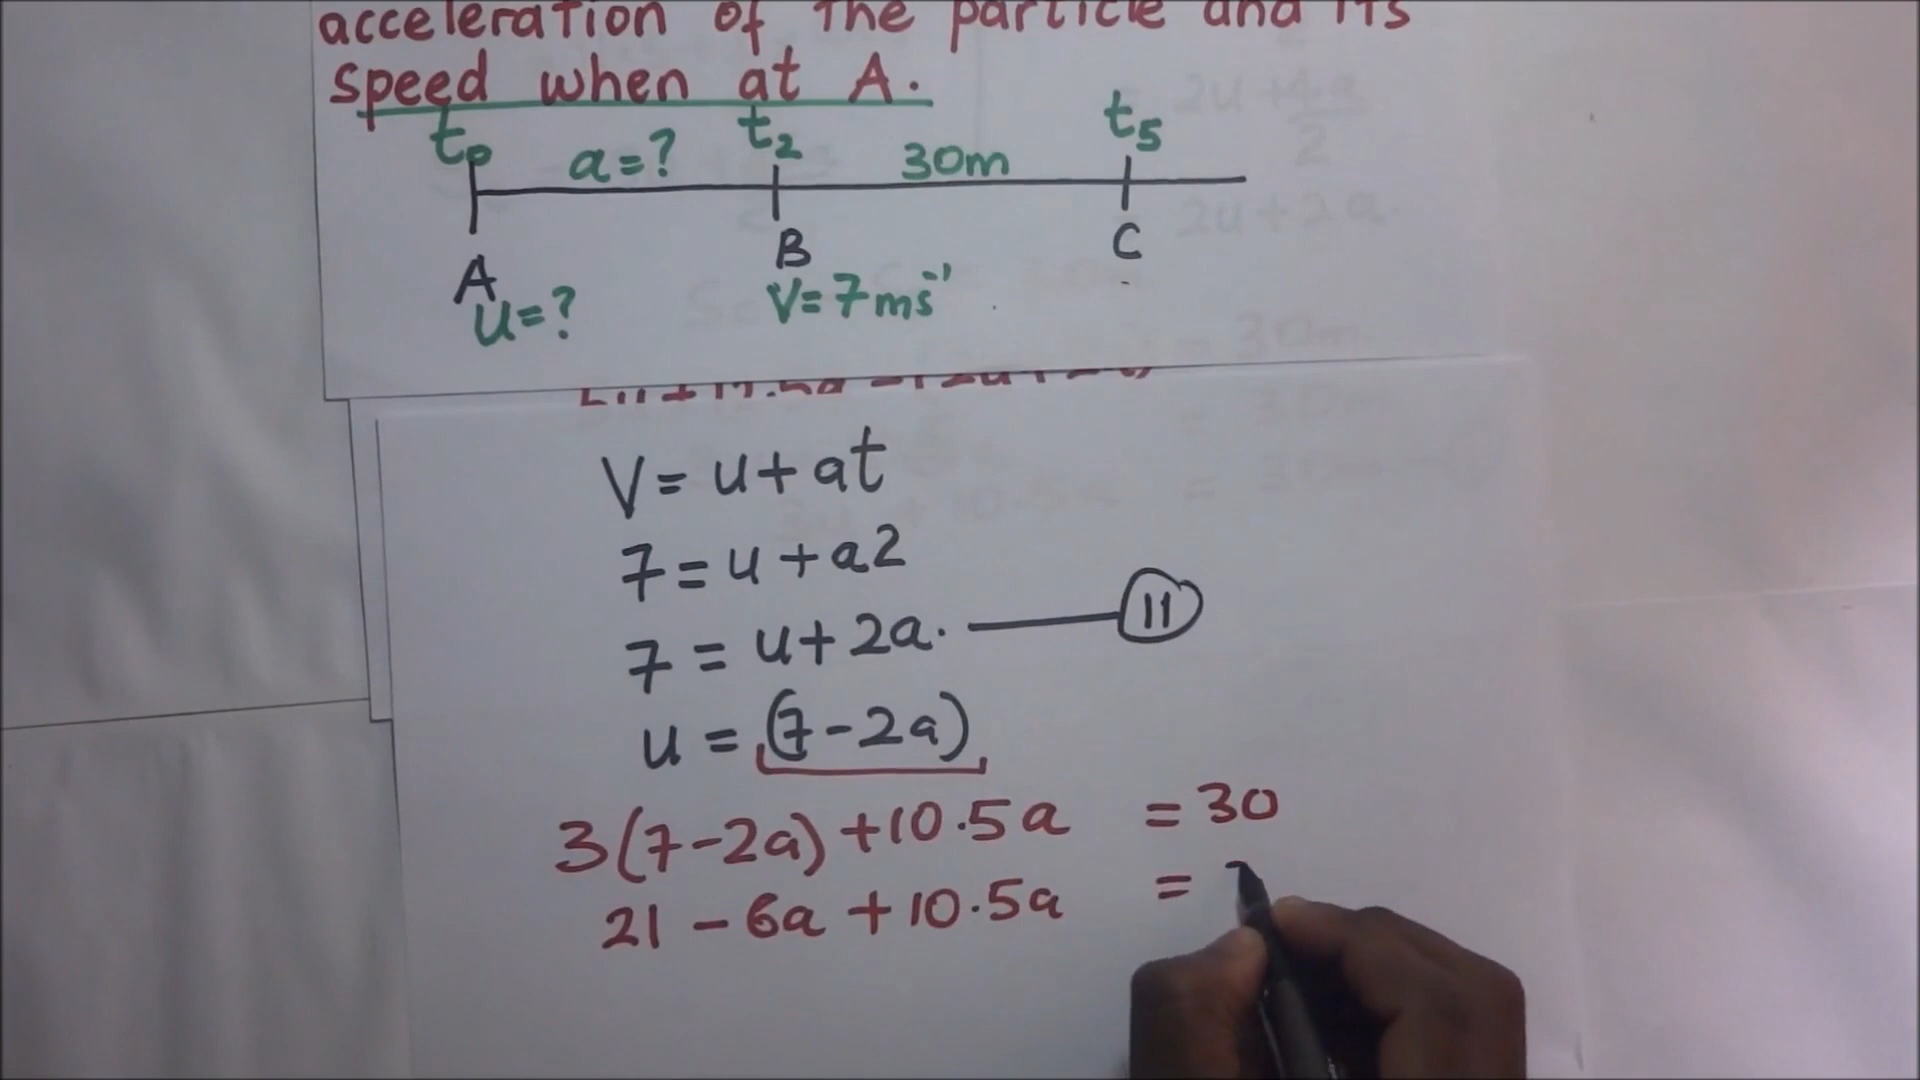 acceleration of the particle and its
speed when at A.
t₀ a=? t₂ 30m t₅
A B C
u=? V=7ms⁻¹
V = u + at
7 = u + a2
7 = u + 2a. — 11
u = (7-2a)
3(7-2a) + 10.5a = 30
21 - 6a + 10.5a =